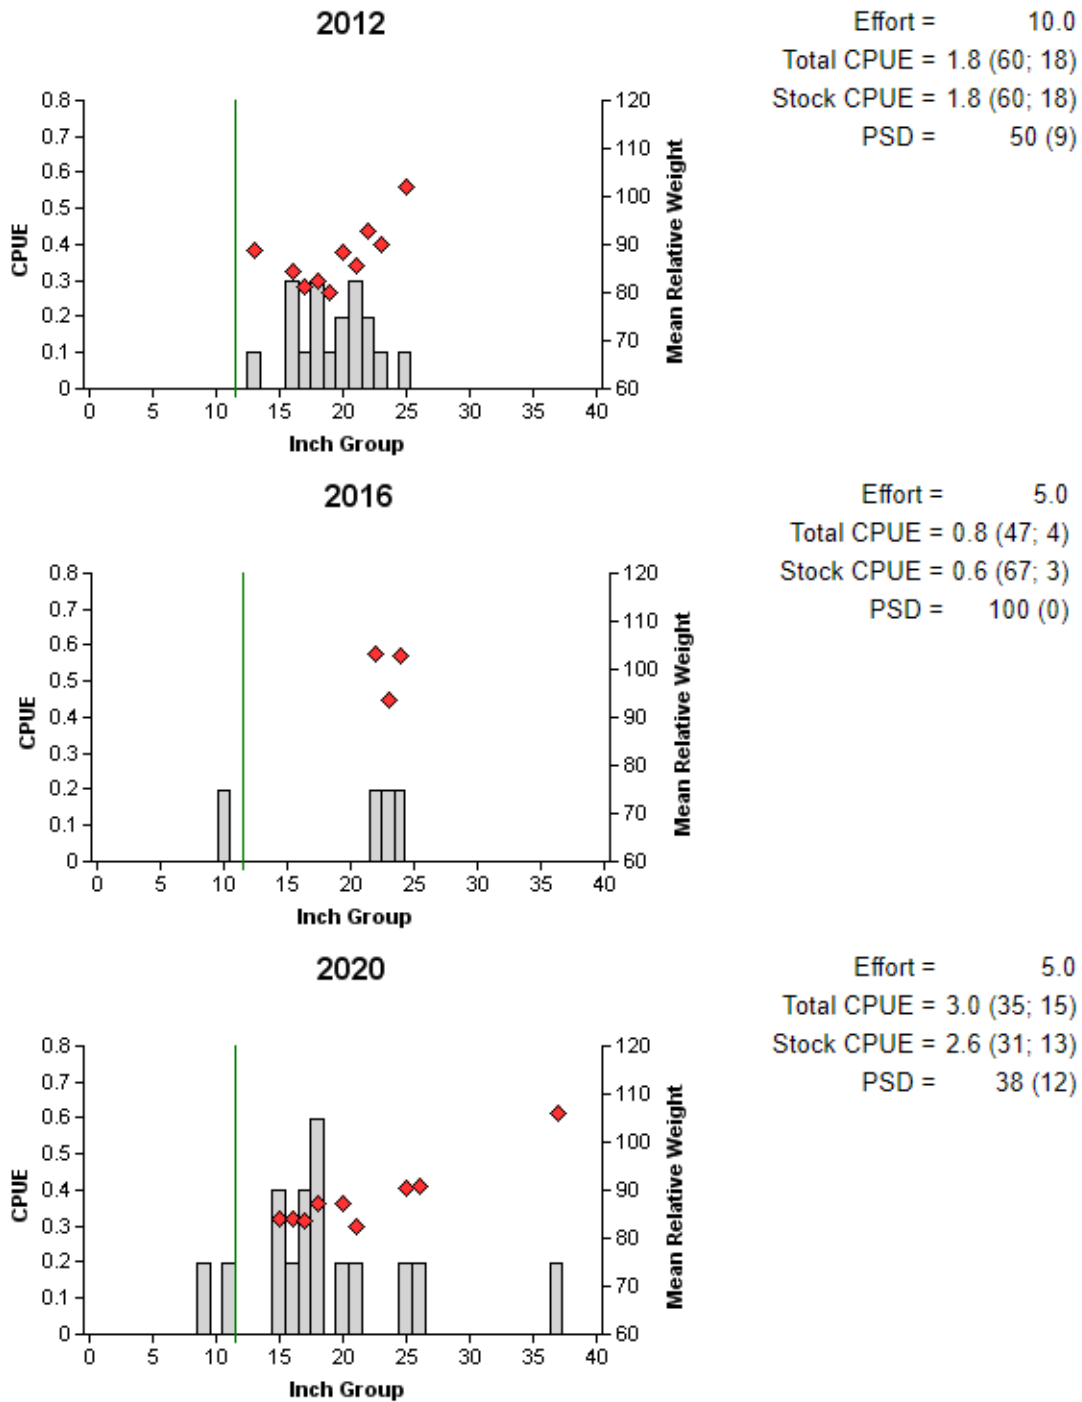 2012
Effort = 10.0
Total CPUE = 1.8 (60; 18)
Stock CPUE = 1.8 (60; 18)
PSD = 50 (9)
0.8
0.7
0.6
0.5
0.4
0.3
0.2
0.1
0
CPUE
120
110
100
90
80
70
60
Mean Relative Weight
0 5 10 15 20 25 30 35 40
Inch Group
2016
Effort = 5.0
Total CPUE = 0.8 (47; 4)
Stock CPUE = 0.6 (67; 3)
PSD = 100 (0)
0.8
0.7
0.6
0.5
0.4
0.3
0.2
0.1
0
CPUE
120
110
100
90
80
70
60
Mean Relative Weight
0 5 10 15 20 25 30 35 40
Inch Group
2020
Effort = 5.0
Total CPUE = 3.0 (35; 15)
Stock CPUE = 2.6 (31; 13)
PSD = 38 (12)
0.8
0.7
0.6
0.5
0.4
0.3
0.2
0.1
0
CPUE
120
110
100
90
80
70
60
Mean Relative Weight
0 5 10 15 20 25 30 35 40
Inch Group